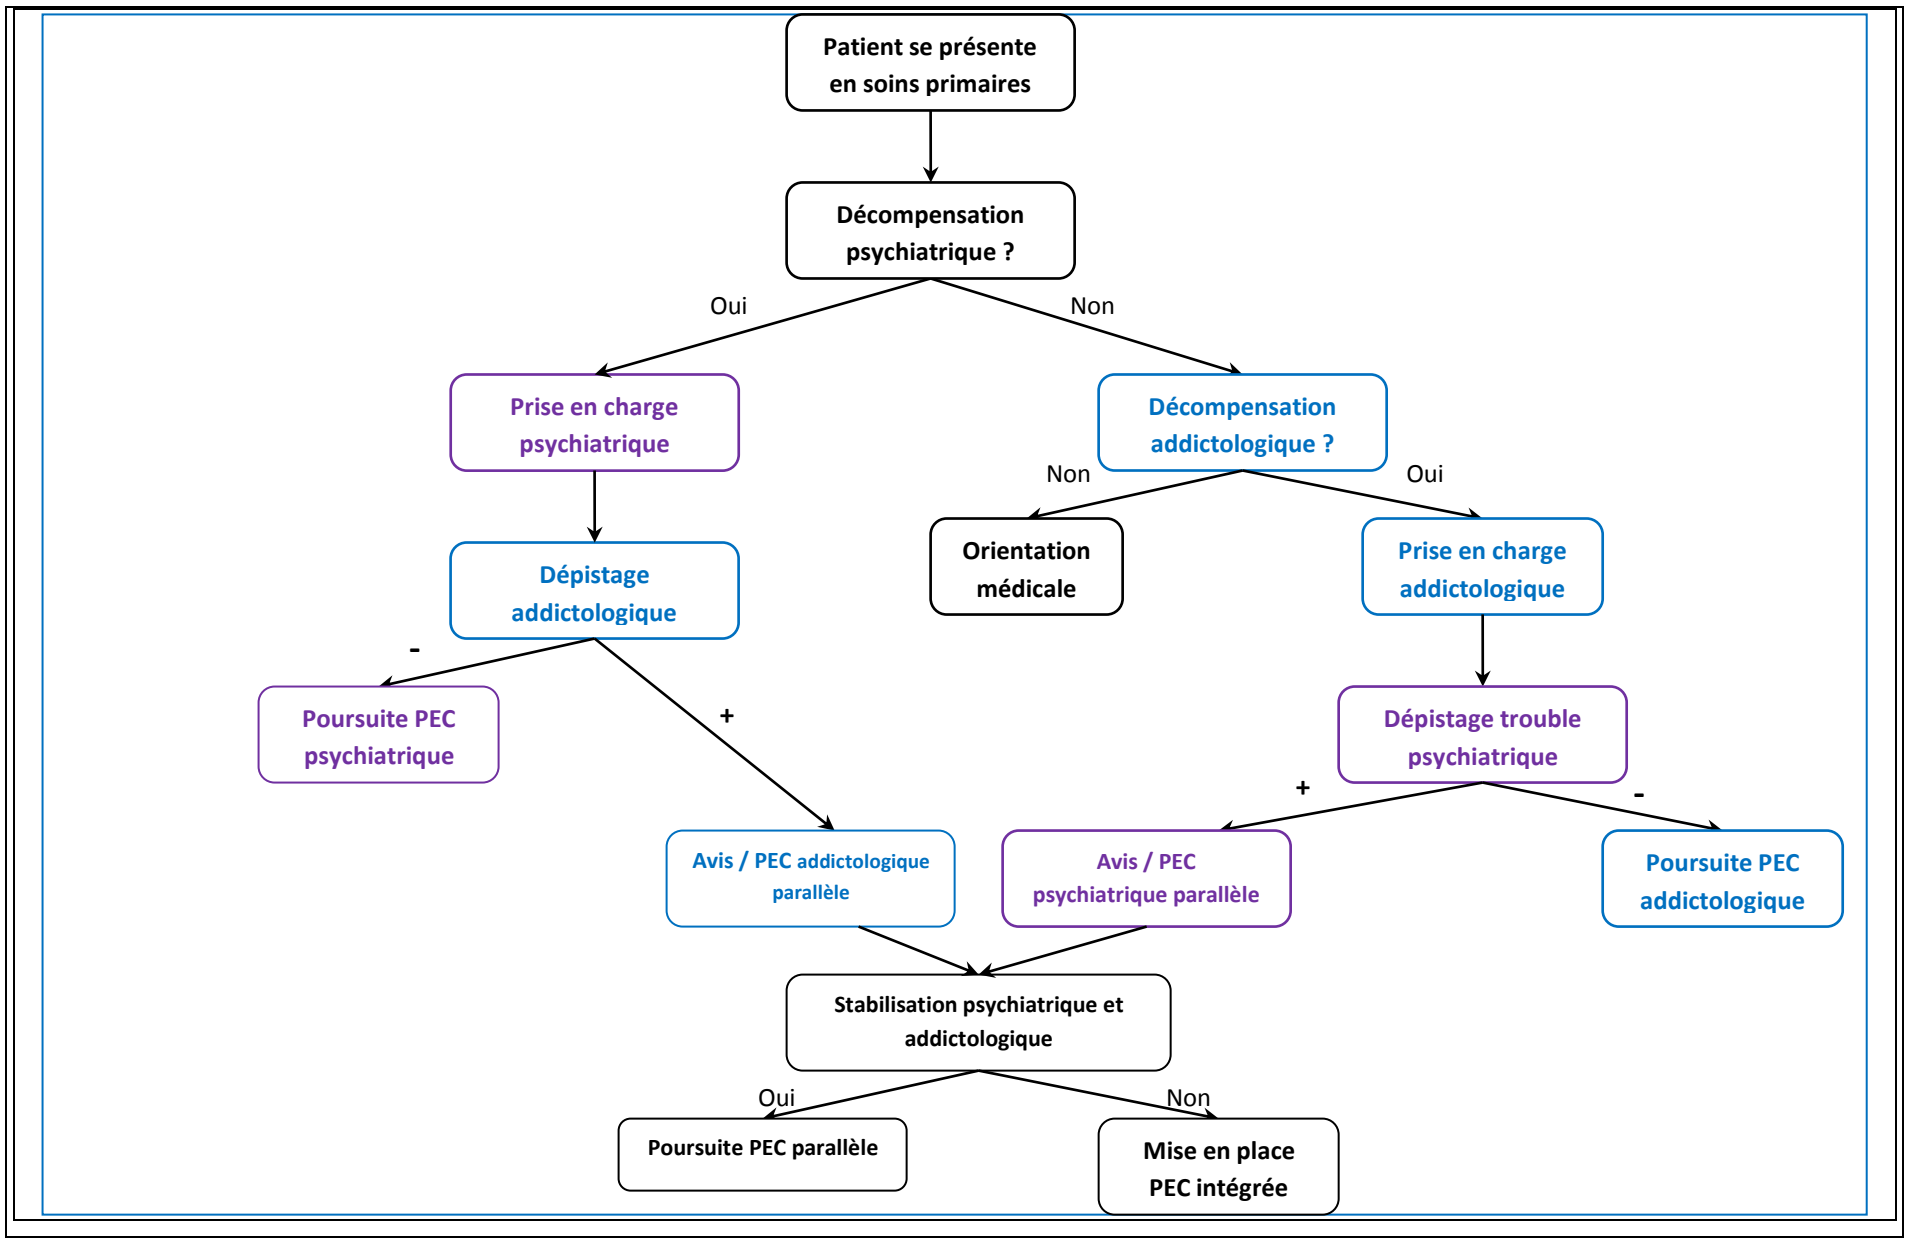 Patient se présente
en soins primaires
Décompensation
psychiatrique ?
Oui
Non
Prise en charge
psychiatrique
Décompensation
addictologique ?
Non
Oui
Dépistage
addictologique
Orientation
médicale
Prise en charge
addictologique
-
+
Poursuite PEC
psychiatrique
Dépistage trouble
psychiatrique
+
-
Avis / PEC addictologique
parallèle
Avis / PEC
psychiatrique parallèle
Poursuite PEC
addictologique
Stabilisation psychiatrique et
addictologique
Oui
Non
Poursuite PEC parallèle
Mise en place
PEC intégrée